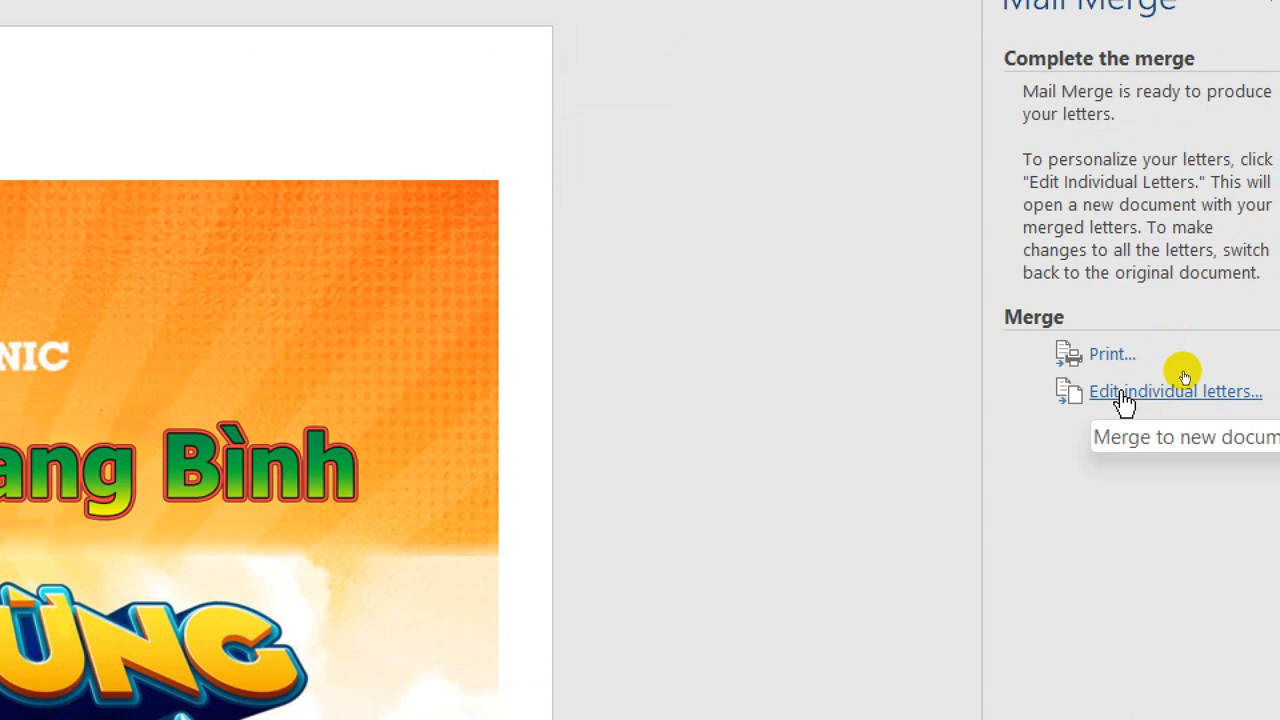 Mail Merge
Complete the merge
Mail Merge is ready to produce
your letters.
To personalize your letters, click
"Edit Individual Letters." This will
open a new document with your
merged letters. To make
changes to all the letters, switch
back to the original document.
Merge
Print...
Edit individual letters...
Merge to new docum
NIC
ang Bình
ÙNG